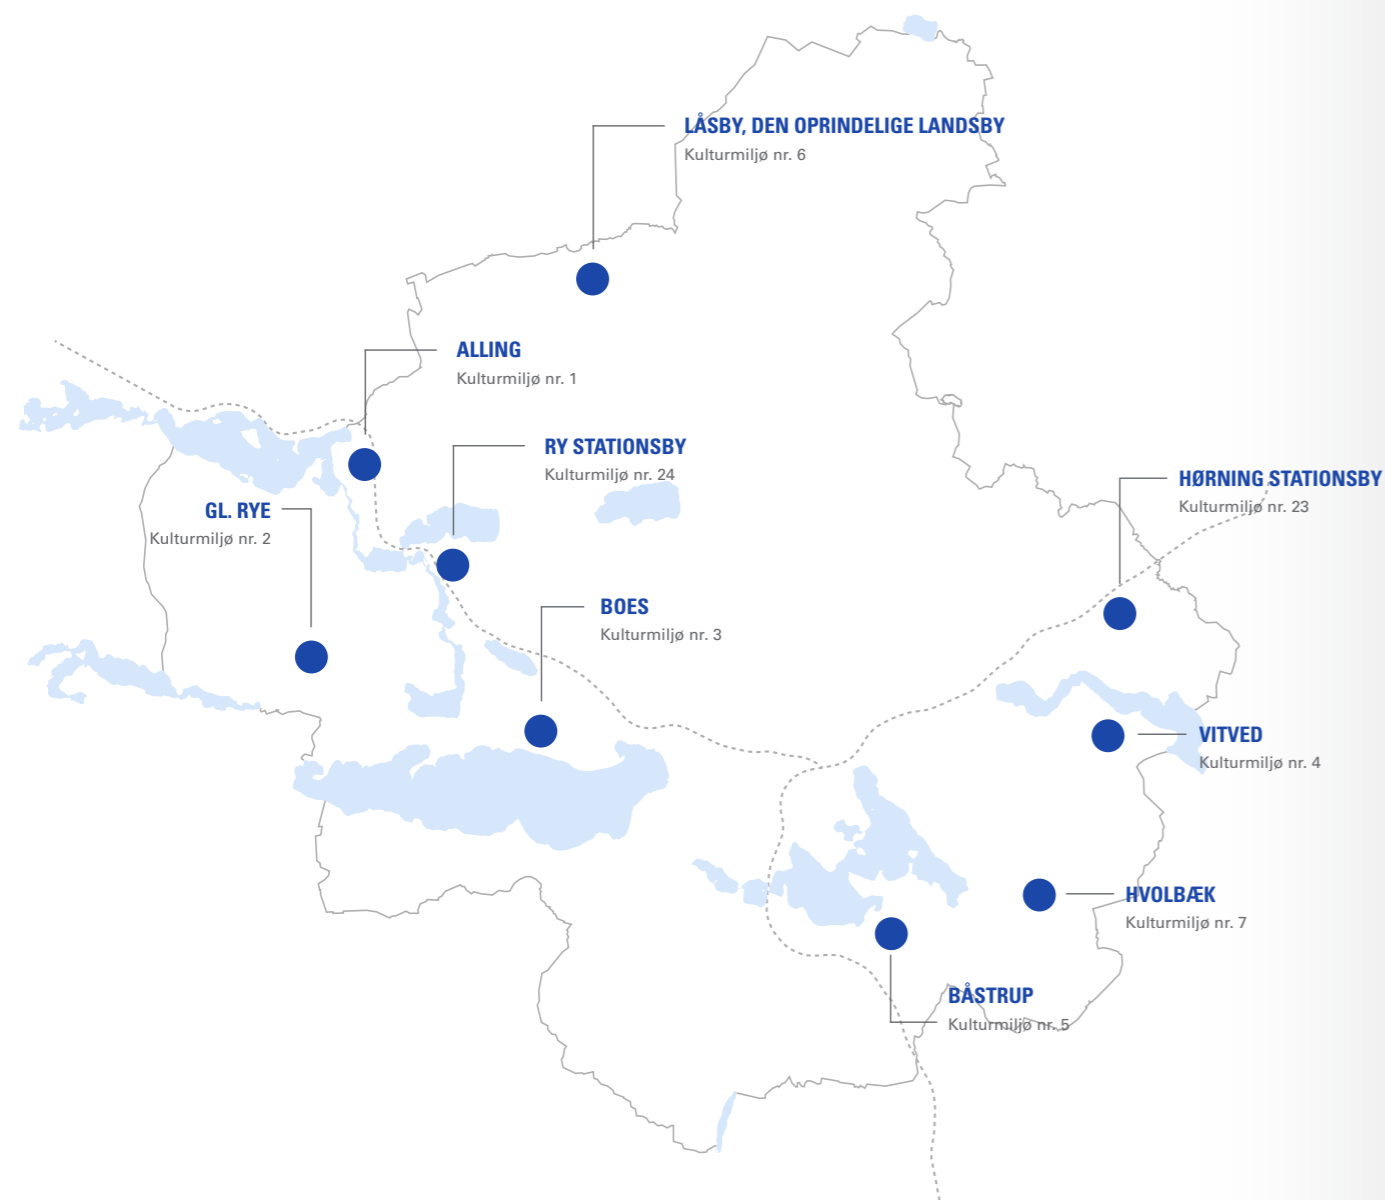 LÅSBY, DEN OPRINDELIGE LANDSBY
Kulturmiljø nr. 6
ALLING
Kulturmiljø nr. 1
RY STATIONSBY
Kulturmiljø nr. 24
HØRNING STATIONSBY
Kulturmiljø nr. 23
GL. RYE
Kulturmiljø nr. 2
BOES
Kulturmiljø nr. 3
VITVED
Kulturmiljø nr. 4
HVOLBÆK
Kulturmiljø nr. 7
BÅSTRUP
Kulturmiljø nr. 5